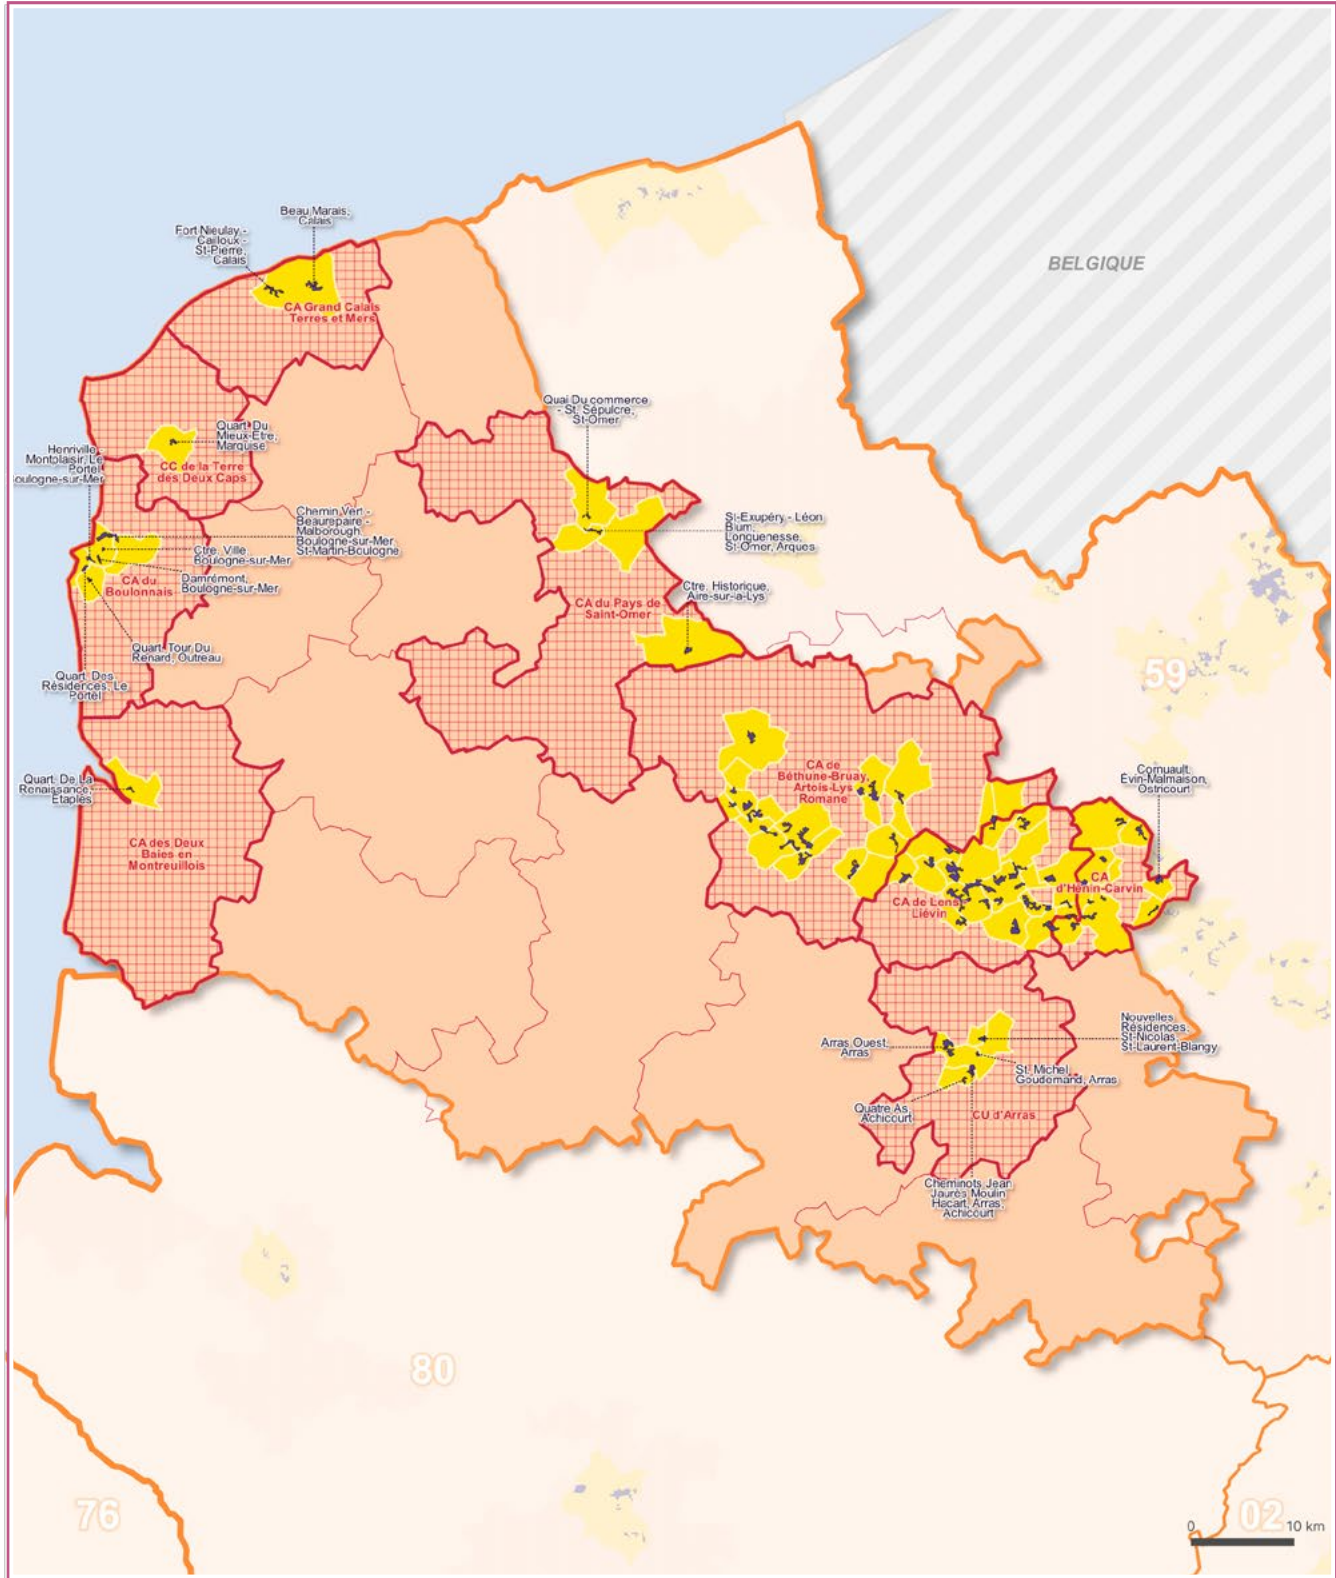 BELGIQUE
Beau Marais,
Calais
Fort Nieulay -
Cailloux -
St-Pierre,
Calais
CA Grand Calais
Terres et Mers
Quai Du commerce
- St. Sépulcre,
St-Omer
Quart. Du
Mieux-Etre,
Marquise
Henriville -
Montplaisir, Le
Portel,
oulogne-sur-Mer
CC de la Terre
des Deux Caps
Chemin Vert -
Beaurepaire -
Malborough,
Boulogne-sur-Mer,
St-Martin-Boulogne
St-Exupéry - Léon
Blum,
Longuenesse,
St-Omer, Arques
Ctre. Ville,
Boulogne-sur-Mer
Damrémont,
Boulogne-sur-Mer
CA du
Boulonnais
Ctre. Historique,
Aire-sur-la-Lys
CA du Pays de
Saint-Omer
Quart. Tour Du
Renard, Outreau
Quart. Des
Résidences, Le
Portel
59
Quart. De La
Renaissance,
Étaples
CA de
Béthune-Bruay,
Artois-Lys
Romane
Cornuault,
Évin-Malmaison,
Ostricourt
CA des Deux
Baies en
Montreuillois
CA
d'Hénin-Carvin
CA de Lens
Liévin
Nouvelles
Résidences,
St-Nicolas,
St-Laurent-Blangy
Arras Ouest,
Arras
St. Michel
Goudemand, Arras
Quatre As,
Achicourt
CU d'Arras
Cheminots Jean
Jaurès Moulin
Hacart, Arras,
Achicourt
80
76
02
0 10 km